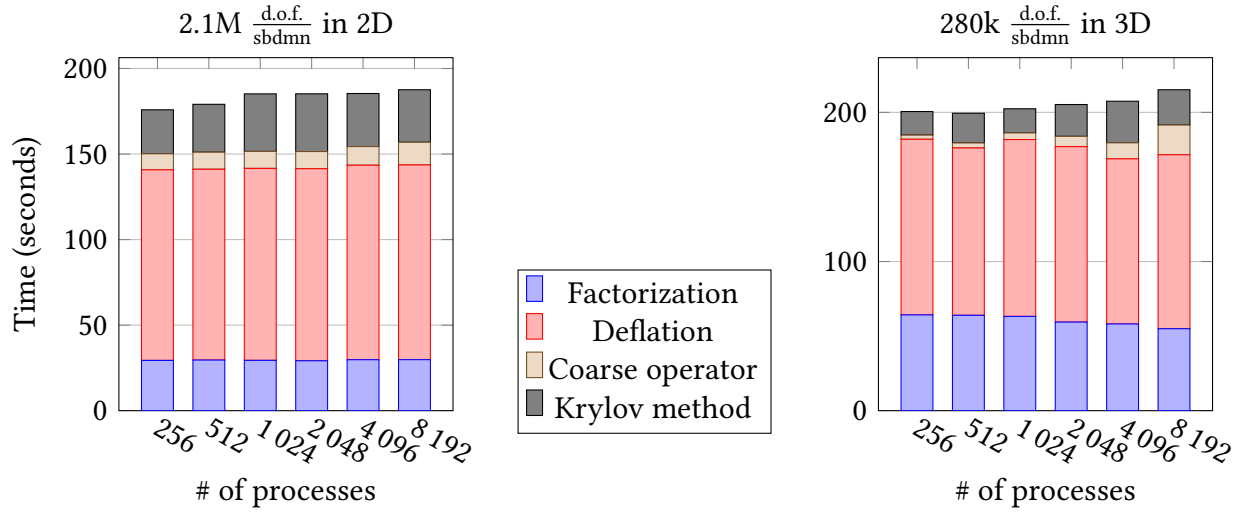 2.1M d.o.f./sbdmn in 2D
200
150
100
50
0
Time (seconds)
256
512
1 024
2 048
4 096
8 192
# of processes
Factorization
Deflation
Coarse operator
Krylov method
280k d.o.f./sbdmn in 3D
200
100
0
256
512
1 024
2 048
4 096
8 192
# of processes